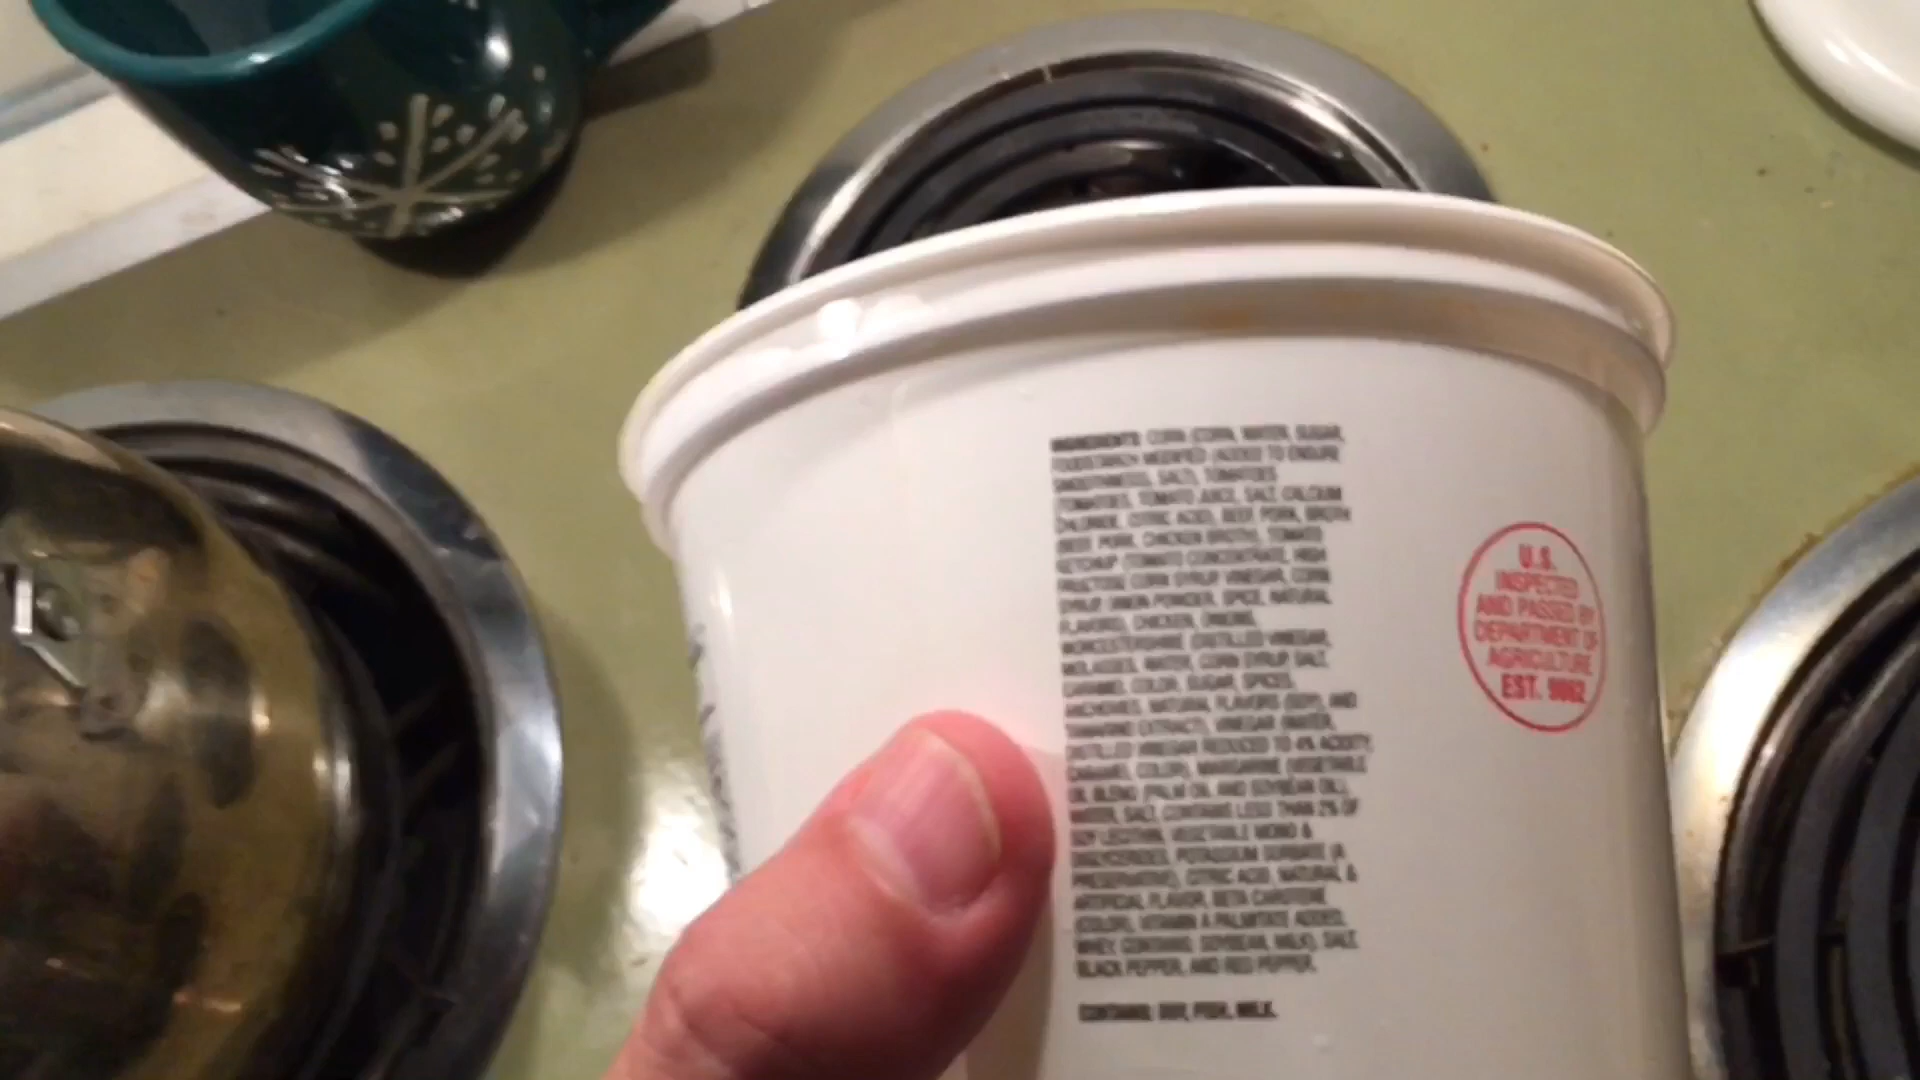 INGREDIENTS: CORN (CORN, WATER, SUGAR,
FOODSTARCH MODIFIED (ADDED TO ENSURE
SMOOTHNESS), SALT), TOMATOES
TOMATOES, TOMATO JUICE, SALT, CALCIUM
CHLORIDE, CITRIC ACID), BEEF PORK, BROTH
BEEF PORK, CHICKEN BROTH), TOMATO
KETCHUP (TOMATO CONCENTRATE, HIGH
FRUCTOSE CORN SYRUP, VINEGAR, CORN
SYRUP, ONION POWDER, SPICE, NATURAL
FLAVORS), CHICKEN, ONIONS,
WORCESTERSHIRE (DISTILLED VINEGAR,
MOLASSES, WATER, CORN SYRUP, SALT,
CARAMEL COLOR, SUGAR, SPICES,
ANCHOVIES, NATURAL FLAVORS (SOY), AND
TAMARIND EXTRACT), VINEGAR (WATER,
DISTILLED VINEGAR REDUCED TO 4% ACIDITY,
CARAMEL COLOR), MARGARINE (VEGETABLE
OIL BLEND (PALM OIL AND SOYBEAN OIL),
WATER, SALT, CONTAINS LESS THAN 2% OF
SOY LECITHIN, VEGETABLE MONO &
DIGLYCERIDES, POTASSIUM SORBATE (A
PRESERVATIVE), CITRIC ACID, NATURAL &
ARTIFICIAL FLAVOR, BETA CAROTENE
(COLOR), VITAMIN A PALMITATE ADDED,
WHEY, CONTAINS: SOYBEAN, MILK), SALT,
BLACK PEPPER, AND RED PEPPER.
CONTAINS: SOY, FISH, MILK.
U.S.
INSPECTED
AND PASSED BY
DEPARTMENT OF
AGRICULTURE
EST.